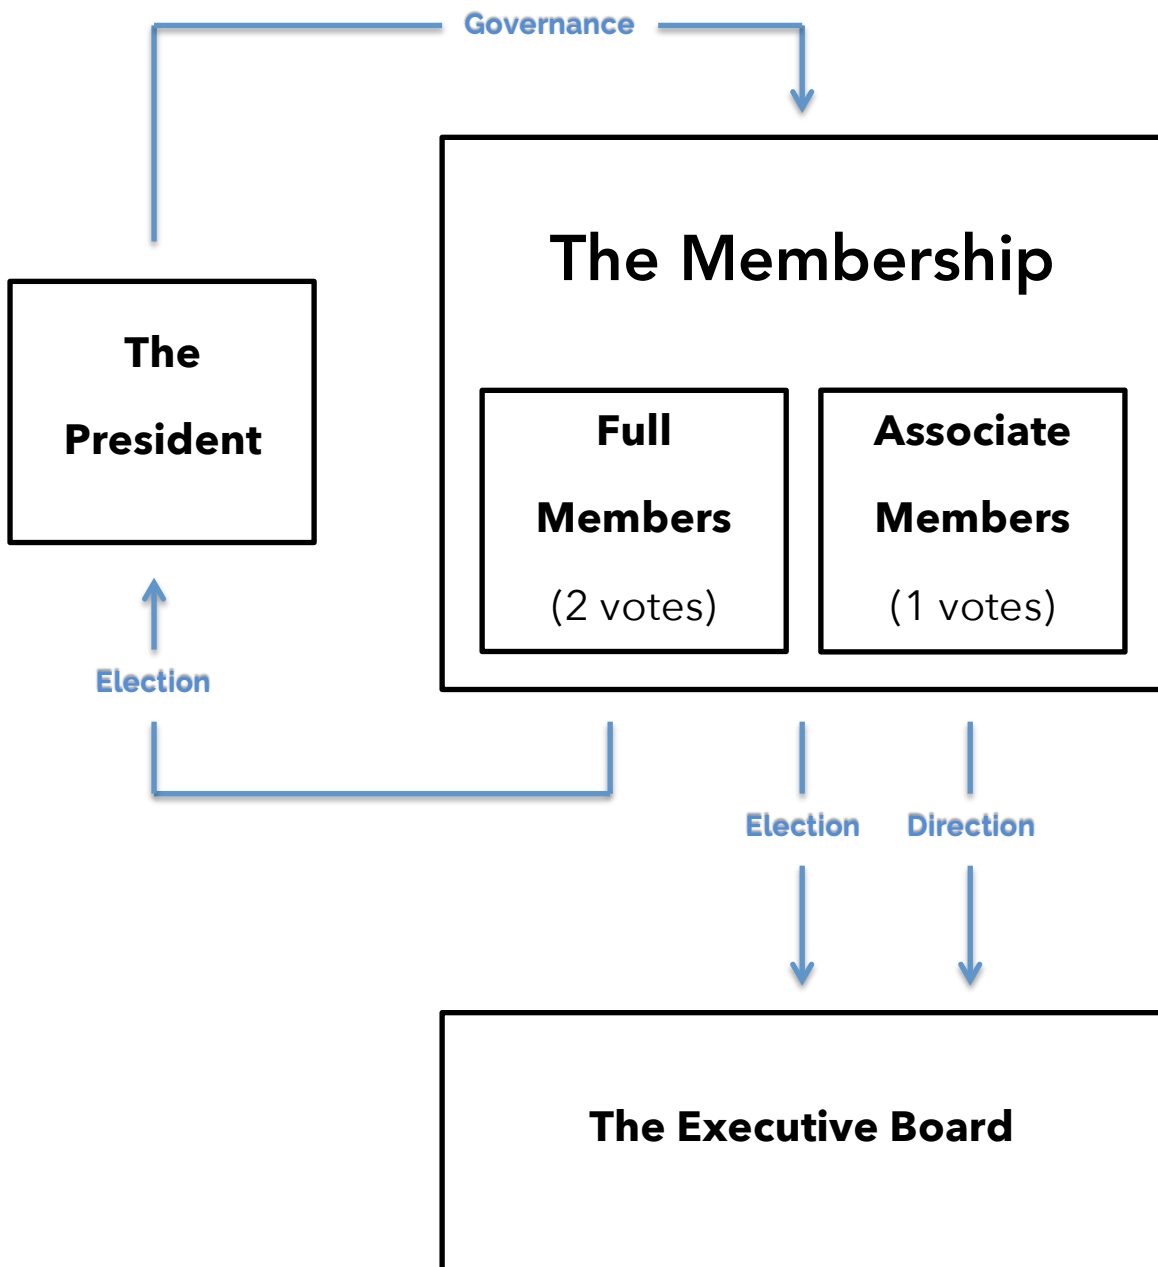 Governance
The Membership
The
President
Full
Members
(2 votes)
Associate
Members
(1 votes)
Election
Election
Direction
The Executive Board